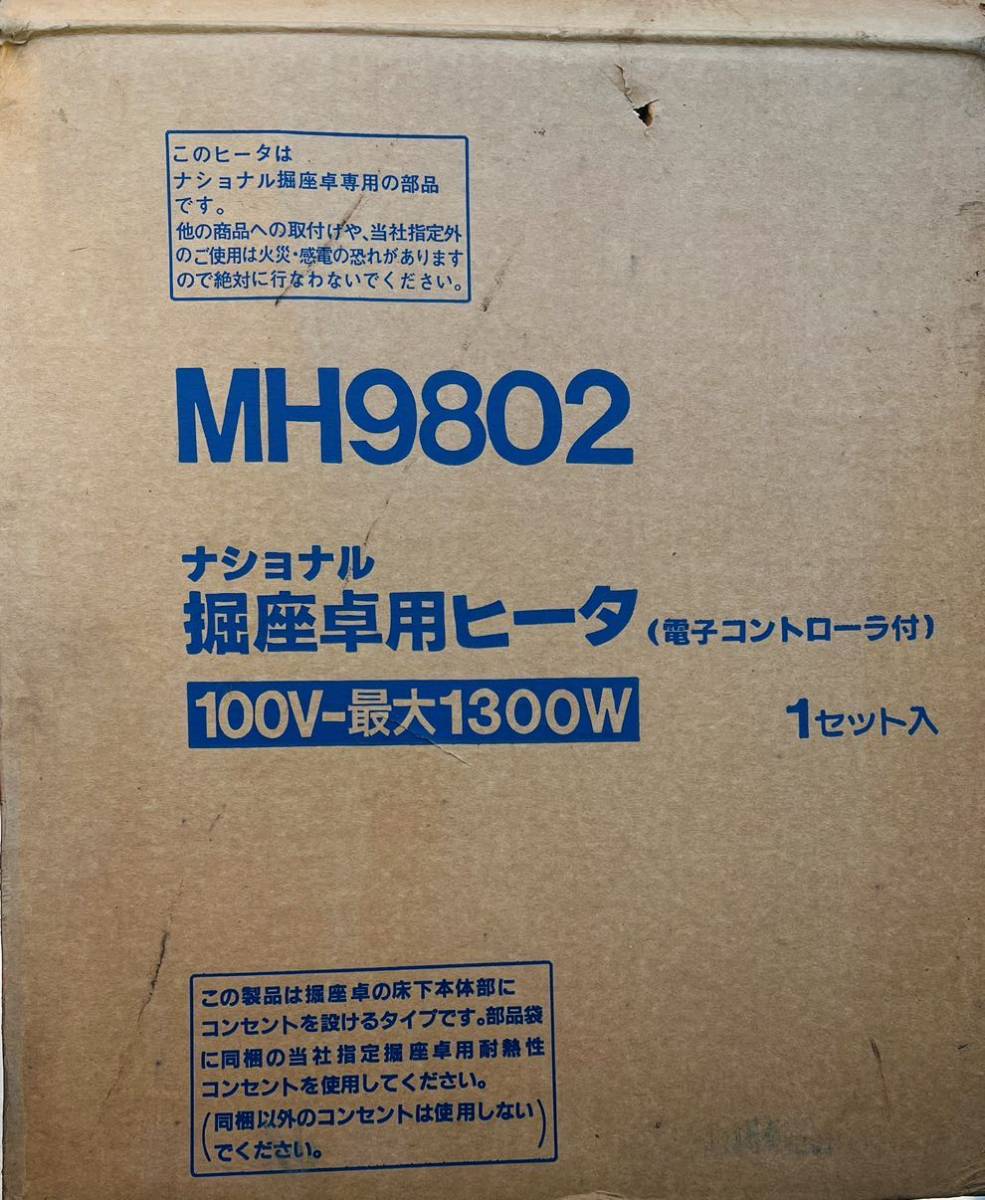 このヒータは
ナショナル掘座卓専用の部品
です。
他の商品への取付けや、当社指定外
のご使用は火災・感電の恐れがあります
ので絶対に行なわないでください。
MH9802
ナショナル
掘座卓用ヒータ（電子コントローラ付）
100V-最大1300W
1セット入
この製品は掘座卓の床下本体部に
コンセントを設けるタイプです。部品袋
に同梱の当社指定掘座卓用耐熱性
コンセントを使用してください。
（同梱以外のコンセントは使用しない
でください。）